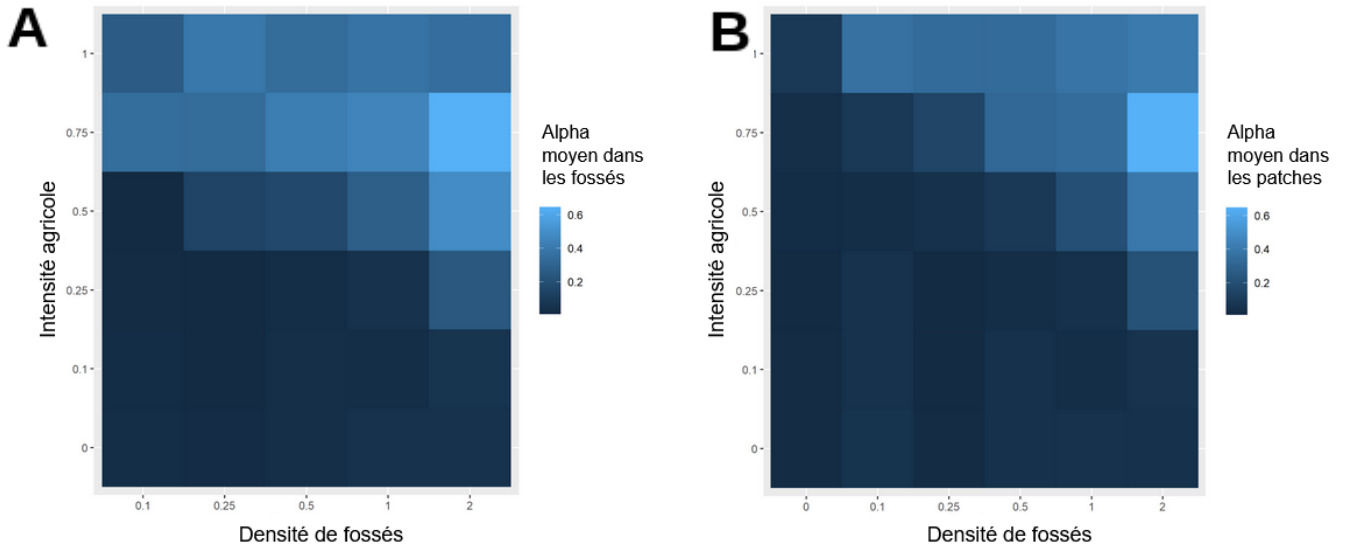 A
1
0.75
0.5
0.25
0.1
0
Intensité agricole
0.1 0.25 0.5 1 2
Densité de fossés
Alpha
moyen dans
les fossés
0.6
0.4
0.2
B
1
0.75
0.5
0.25
0.1
0
Intensité agricole
0 0.1 0.25 0.5 1 2
Densité de fossés
Alpha
moyen dans
les patches
0.6
0.4
0.2